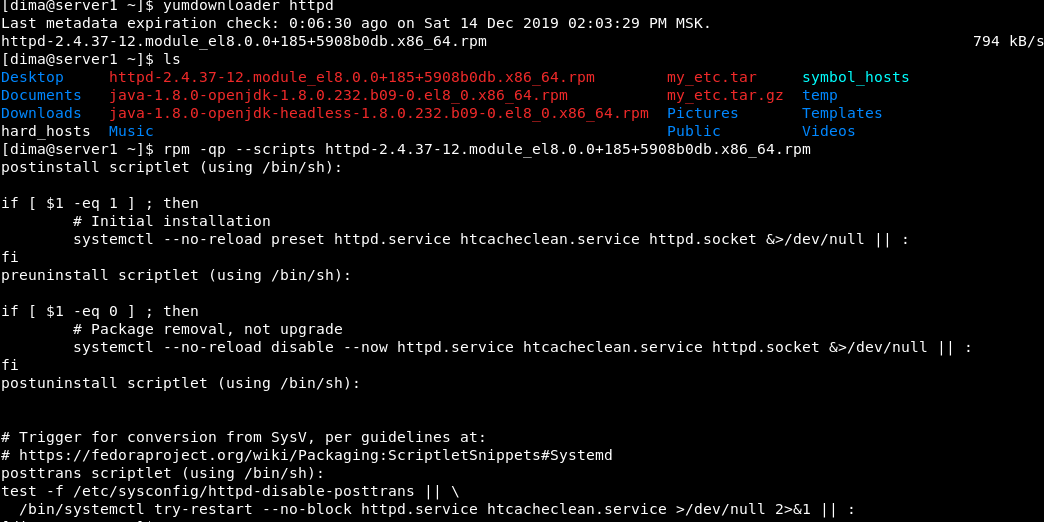 [dima@server1 ~]$ yumdownloader httpd
Last metadata expiration check: 0:06:30 ago on Sat 14 Dec 2019 02:03:29 PM MSK.
httpd-2.4.37-12.module_el8.0.0+185+5908b0db.x86_64.rpm 794 kB/s
[dima@server1 ~]$ ls
Desktop httpd-2.4.37-12.module_el8.0.0+185+5908b0db.x86_64.rpm my_etc.tar symbol_hosts
Documents java-1.8.0-openjdk-1.8.0.232.b09-0.el8_0.x86_64.rpm my_etc.tar.gz temp
Downloads java-1.8.0-openjdk-headless-1.8.0.232.b09-0.el8_0.x86_64.rpm Pictures Templates
hard_hosts Music Public Videos
[dima@server1 ~]$ rpm -qp --scripts httpd-2.4.37-12.module_el8.0.0+185+5908b0db.x86_64.rpm
postinstall scriptlet (using /bin/sh):

if [ $1 -eq 1 ] ; then
        # Initial installation
        systemctl --no-reload preset httpd.service htcacheclean.service httpd.socket &>/dev/null || :
fi
preuninstall scriptlet (using /bin/sh):

if [ $1 -eq 0 ] ; then
        # Package removal, not upgrade
        systemctl --no-reload disable --now httpd.service htcacheclean.service httpd.socket &>/dev/null || :
fi
postuninstall scriptlet (using /bin/sh):


# Trigger for conversion from SysV, per guidelines at:
# https://fedoraproject.org/wiki/Packaging:ScriptletSnippets#Systemd
posttrans scriptlet (using /bin/sh):
test -f /etc/sysconfig/httpd-disable-posttrans || \
  /bin/systemctl try-restart --no-block httpd.service htcacheclean.service >/dev/null 2>&1 || :